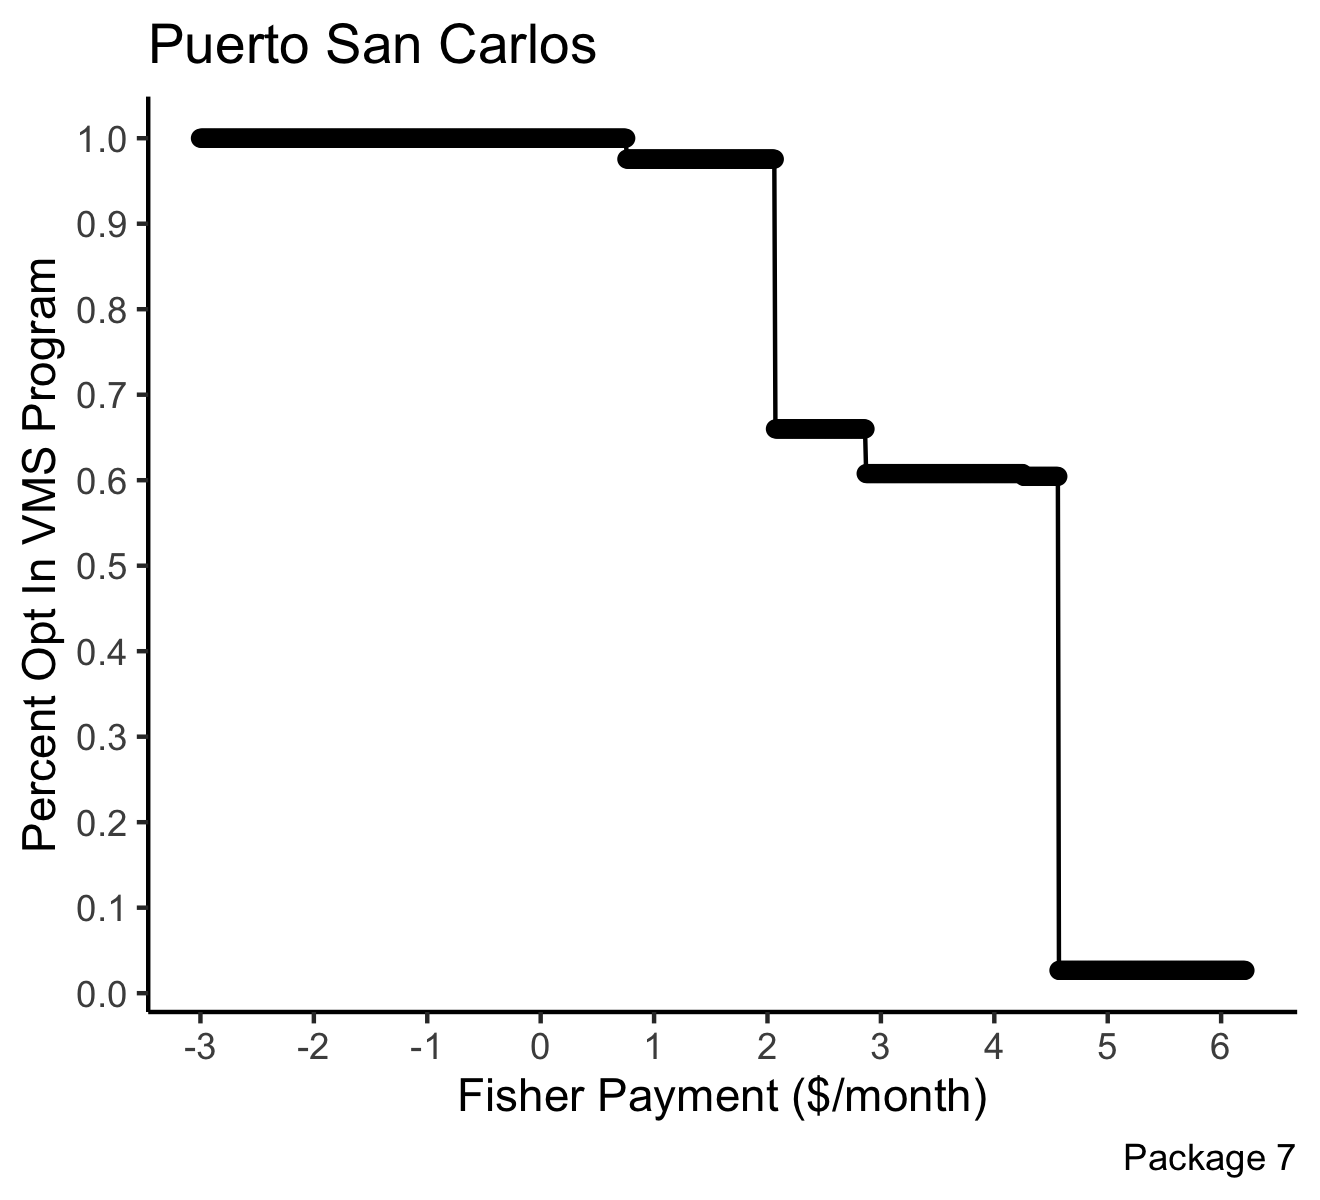 Puerto San Carlos
Percent Opt In VMS Program
1.0
0.9
0.8
0.7
0.6
0.5
0.4
0.3
0.2
0.1
0.0
-3 -2 -1 0 1 2 3 4 5 6
Fisher Payment ($/month)
Package 7